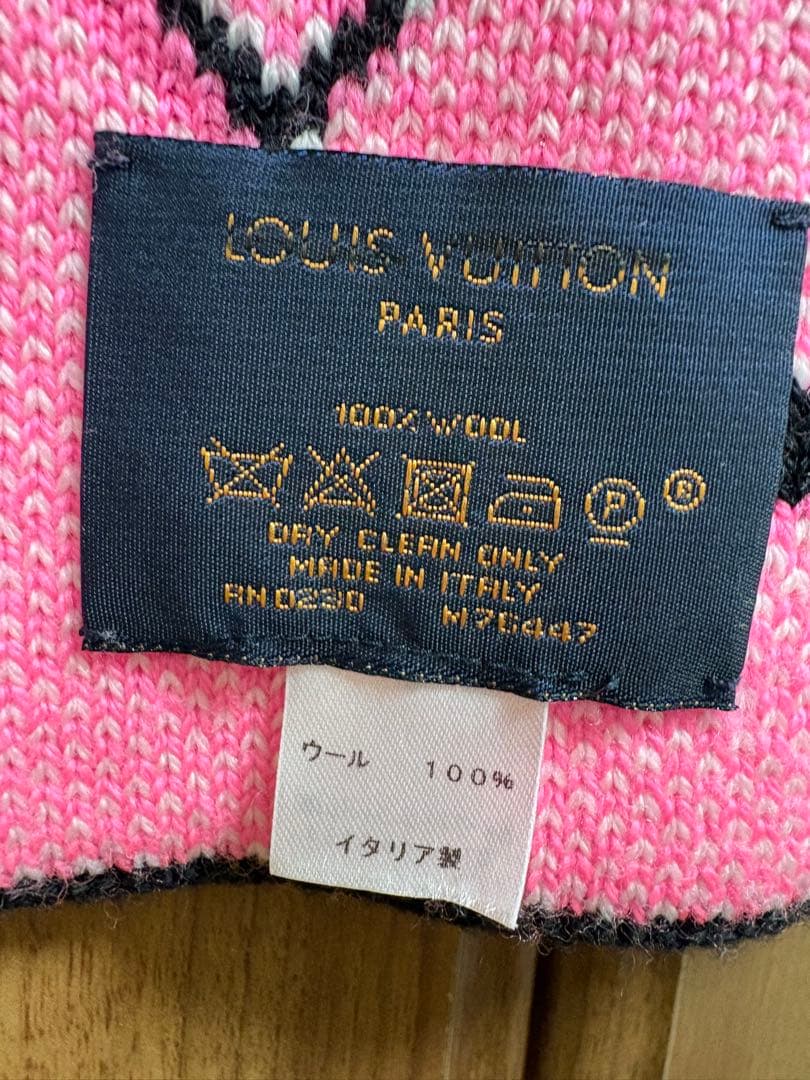 LOUIS VUITTON
PARIS
100% WOOL
P ®
DRY CLEAN ONLY
MADE IN ITALY
RN0230 M76447
ウール 100%
イタリア製